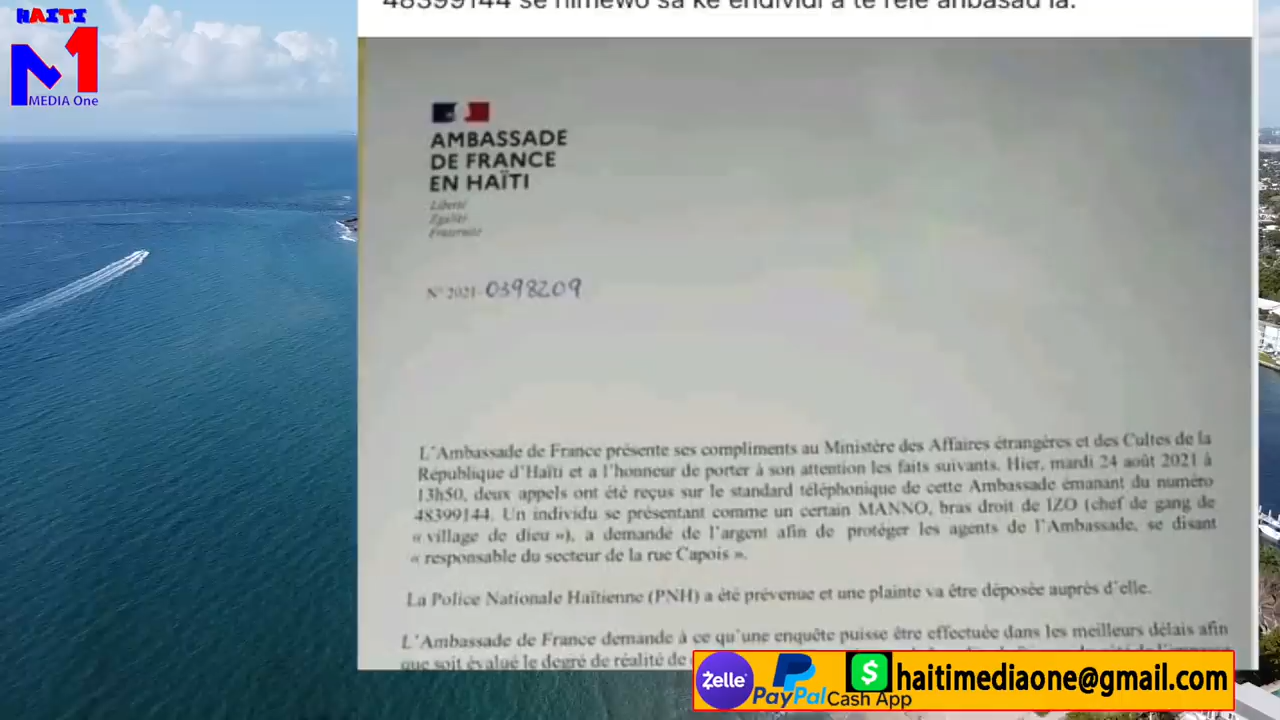 HAITI
MEDIA One
48399144 se nimewo sa ke endividi a te rele anbasad la.
AMBASSADE
DE FRANCE
EN HAÏTI
Liberté
Égalité
Fraternité
N° 2021- 0398209
L'Ambassade de France présente ses compliments au Ministère des Affaires étrangères et des Cultes de la
République d'Haïti et a l'honneur de porter à son attention les faits suivants. Hier, mardi 24 août 2021 à
13h50, deux appels ont été reçus sur le standard téléphonique de cette Ambassade émanant du numéro
48399144. Un individu se présentant comme un certain MANNO, bras droit de IZO (chef de gang de
« village de dieu »), a demandé de l'argent afin de protéger les agents de l'Ambassade, se disant
« responsable du secteur de la rue Capois ».
La Police Nationale Haïtienne (PNH) a été prévenue et une plainte va être déposée auprès d'elle.
L'Ambassade de France demande à ce qu'une enquête puisse être effectuée dans les meilleurs délais afin
que soit évalué le degré de réalité de
Zelle
PayPal
Cash App
haitimediaone@gmail.com